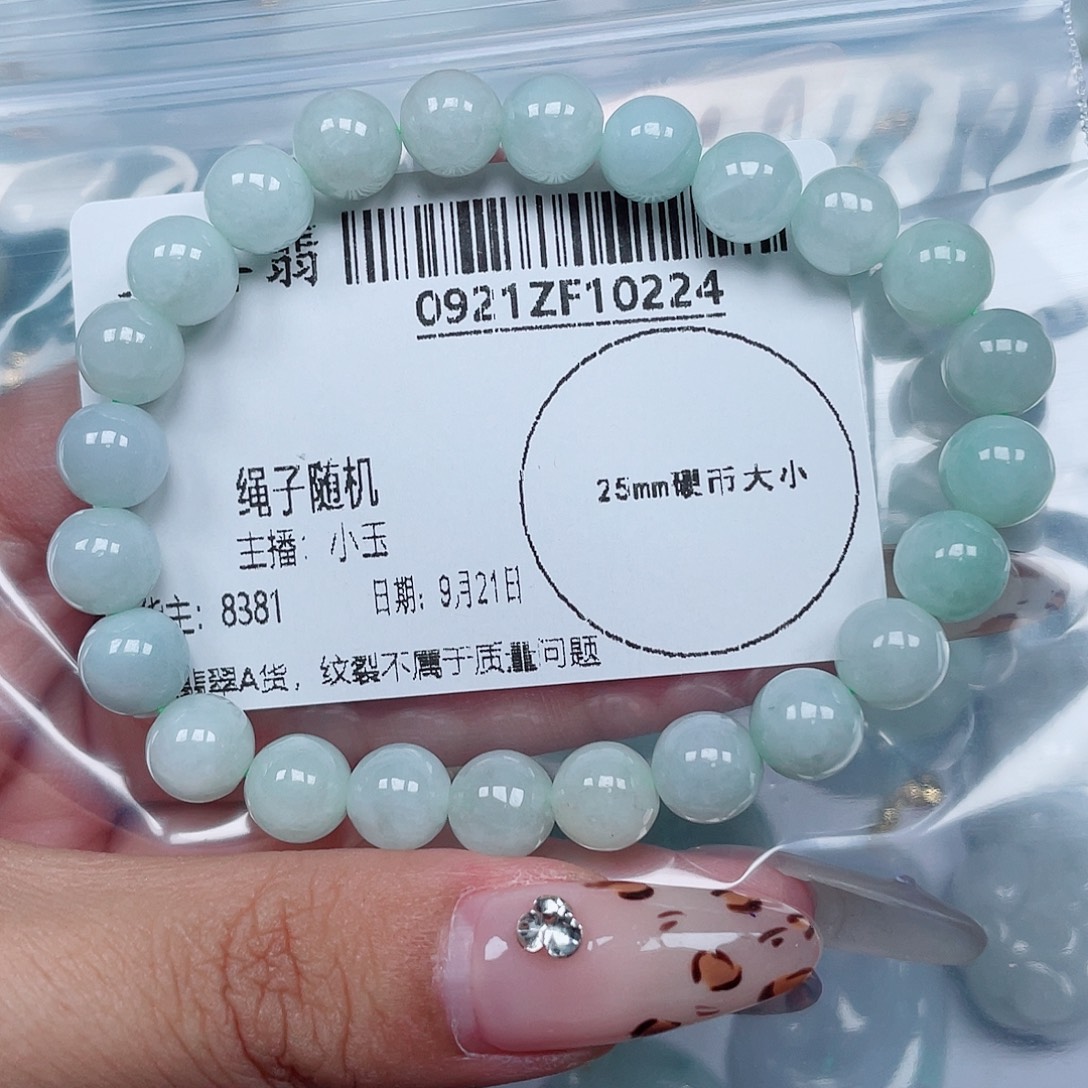 翡
0921ZF10224
25mm硬币大小
绳子随机
主播：小玉
主：8381 日期：9月21日
翡翠A货，纹裂不属于质量问题